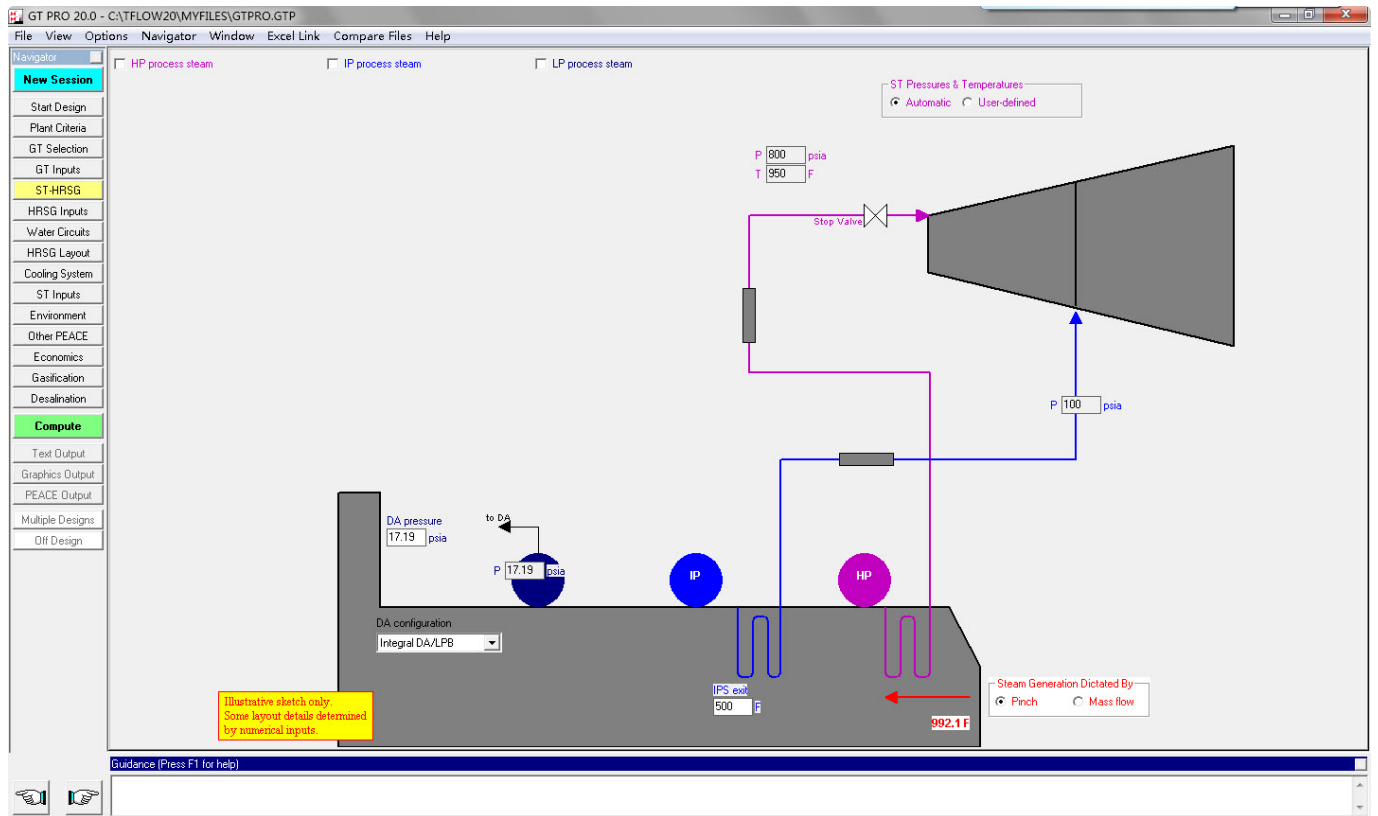 GT PRO 20.0 - C:\TFLOW20\MYFILES\GTPRO.GTP
File View Options Navigator Window Excel Link Compare Files Help
Navigator
New Session
Start Design
Plant Criteria
GT Selection
GT Inputs
ST-HRSG
HRSG Inputs
Water Circuits
HRSG Layout
Cooling System
ST Inputs
Environment
Other PEACE
Economics
Gasification
Desalination
Compute
Text Output
Graphics Output
PEACE Output
Multiple Designs
Off Design
HP process steam
IP process steam
LP process steam
ST Pressures & Temperatures
Automatic User-defined
P 800 psia
T 950 F
Stop Valve
P 100 psia
DA pressure
17.19 psia
to DA
P 17.19 psia
IP
HP
DA configuration
Integral DA/LPB
IPS exit
500 F
Steam Generation Dictated By
Pinch Mass flow
992.1 F
Illustrative sketch only.
Some layout details determined
by numerical inputs.
Guidance (Press F1 for help)